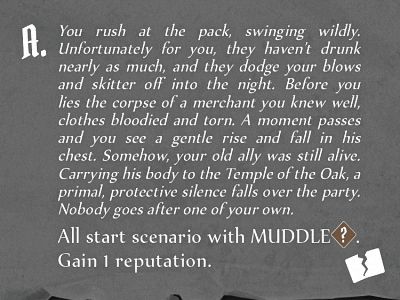 A. You rush at the pack, swinging wildly.
Unfortunately for you, they haven't drunk
nearly as much, and they dodge your blows
and skitter off into the night. Before you
lies the corpse of a merchant you knew well,
clothes bloodied and torn. A moment passes
and you see a gentle rise and fall in his
chest. Somehow, your old ally was still alive.
Carrying his body to the Temple of the Oak, a
primal, protective silence falls over the party.
Nobody goes after one of your own.
All start scenario with MUDDLE ?.
Gain 1 reputation.